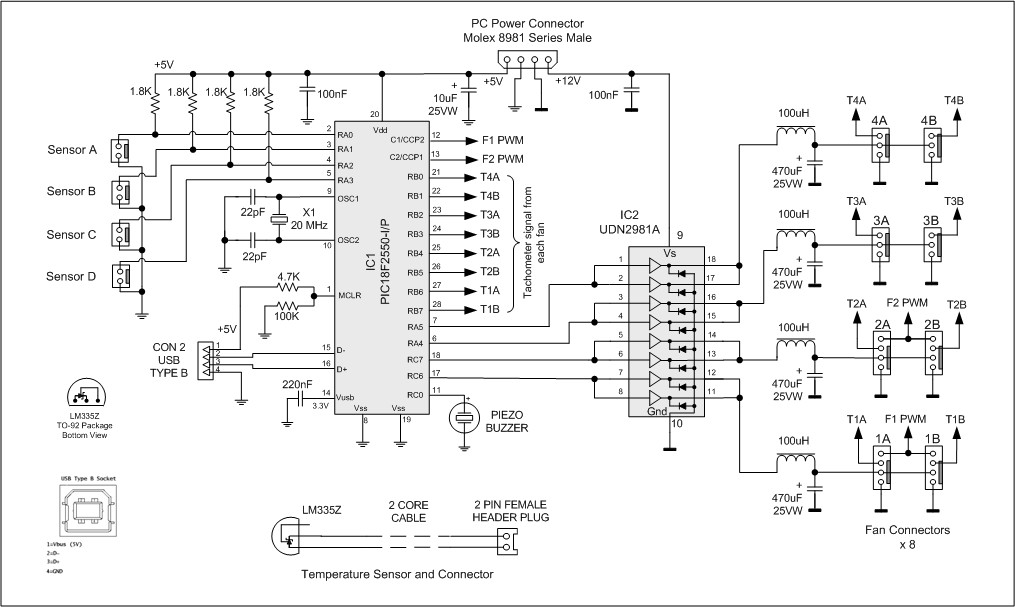 PC Power Connector
Molex 8981 Series Male
+5V
+5V
+12V
1.8K
1.8K
1.8K
1.8K
100nF
+
10uF
25VW
100nF
20
Vdd
Sensor A
Sensor B
Sensor C
Sensor D
2 RA0
3 RA1
4 RA2
5 RA3
9 OSC1
22pF
X1
20 MHz
22pF
10 OSC2
IC1
PIC18F2550-I/P
4.7K
1 MCLR
100K
+5V
CON 2
USB
TYPE B
1
2
3
4
15 D-
16 D+
220nF
14 Vusb
3.3V
Vss
8
Vss
19
C1/CCP2 12 F1 PWM
C2/CCP1 13 F2 PWM
RB0 21 T4A
RB1 22 T4B
RB2 23 T3A
RB3 24 T3B
RB4 25 T2A
RB5 26 T2B
RB6 27 T1A
RB7 28 T1B
Tachometer signal from
each fan
RA5 7
RA4 6
RC7 18
RC6 17
RC0 11
+
PIEZO
BUZZER
IC2
UDN2981A
9
Vs
1 18
2 17
3 16
4 15
5 14
6 13
7 12
8 11
Gnd
10
100uH
+
470uF
25VW
T4A
4A
T4B
4B
100uH
+
470uF
25VW
T3A
3A
T3B
3B
100uH
+
470uF
25VW
T2A
2A
F2 PWM
T2B
2B
100uH
+
470uF
25VW
T1A
1A
F1 PWM
T1B
1B
Fan Connectors
x 8
LM335Z
TO-92 Package
Bottom View
USB Type B Socket
1=Vbus (5V)
2=D-
3=D+
4=GND
LM335Z
2 CORE
CABLE
2 PIN FEMALE
HEADER PLUG
Temperature Sensor and Connector